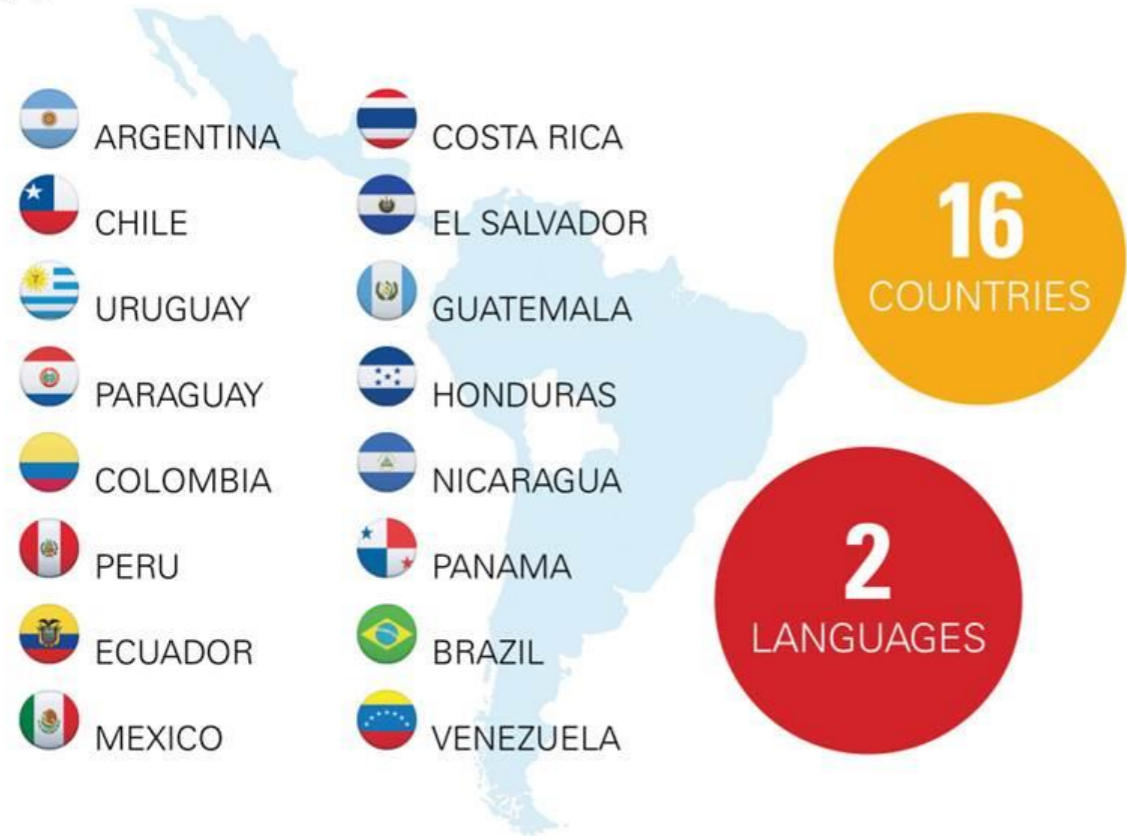 ARGENTINA
CHILE
URUGUAY
PARAGUAY
COLOMBIA
PERU
ECUADOR
MEXICO
COSTA RICA
EL SALVADOR
GUATEMALA
HONDURAS
NICARAGUA
PANAMA
BRAZIL
VENEZUELA
16
COUNTRIES
2
LANGUAGES